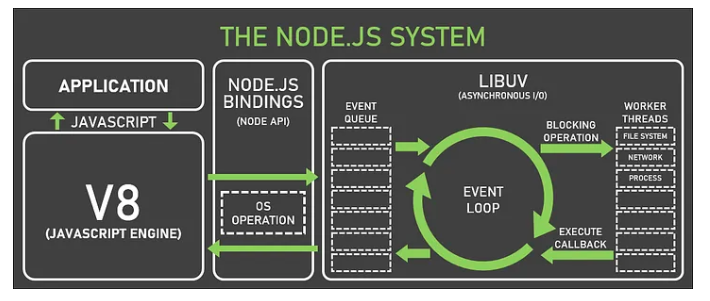 THE NODE.JS SYSTEM
APPLICATION
JAVASCRIPT
V8
(JAVASCRIPT ENGINE)
NODE.JS
BINDINGS
(NODE API)
OS
OPERATION
LIBUV
(ASYNCHRONOUS I/O)
EVENT
QUEUE
EVENT
LOOP
BLOCKING
OPERATION
EXECUTE
CALLBACK
WORKER
THREADS
FILE SYSTEM
NETWORK
PROCESS